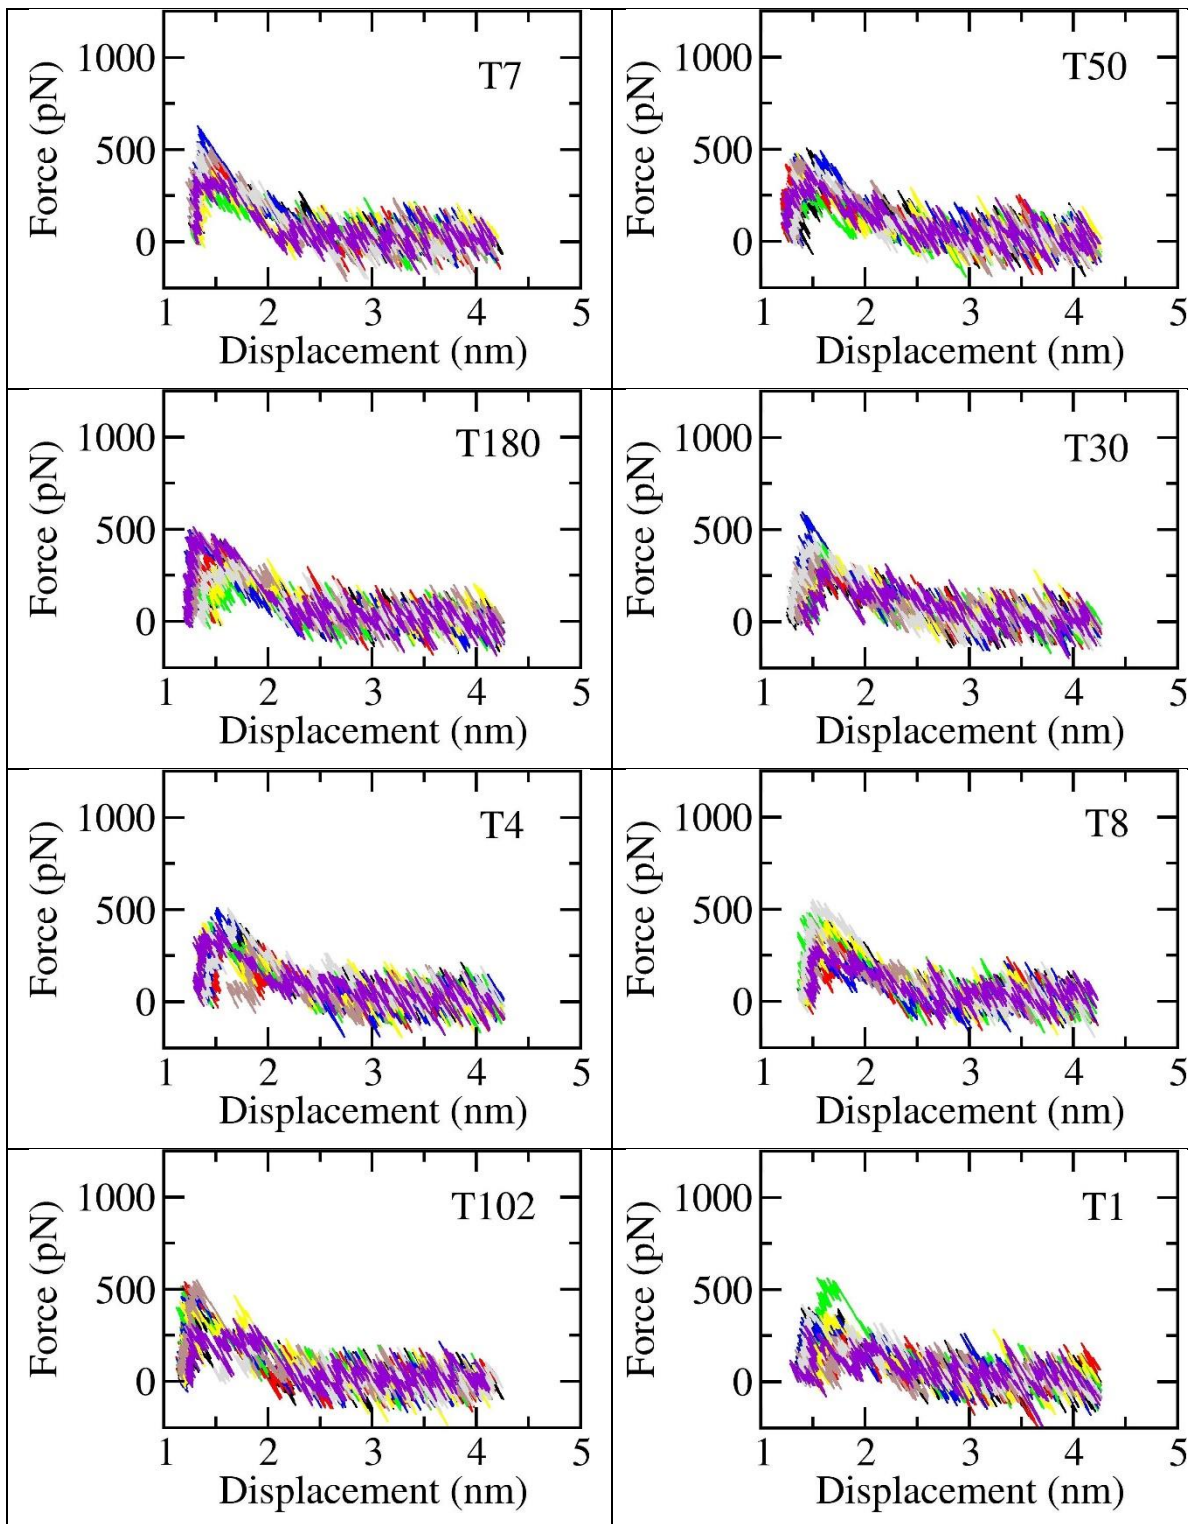 1000
T7
500
0
Force (pN)
1 2 3 4 5
Displacement (nm)
1000
T50
500
0
Force (pN)
1 2 3 4 5
Displacement (nm)
1000
T180
500
0
Force (pN)
1 2 3 4 5
Displacement (nm)
1000
T30
500
0
Force (pN)
1 2 3 4 5
Displacement (nm)
1000
T4
500
0
Force (pN)
1 2 3 4 5
Displacement (nm)
1000
T8
500
0
Force (pN)
1 2 3 4 5
Displacement (nm)
1000
T102
500
0
Force (pN)
1 2 3 4 5
Displacement (nm)
1000
T1
500
0
Force (pN)
1 2 3 4 5
Displacement (nm)